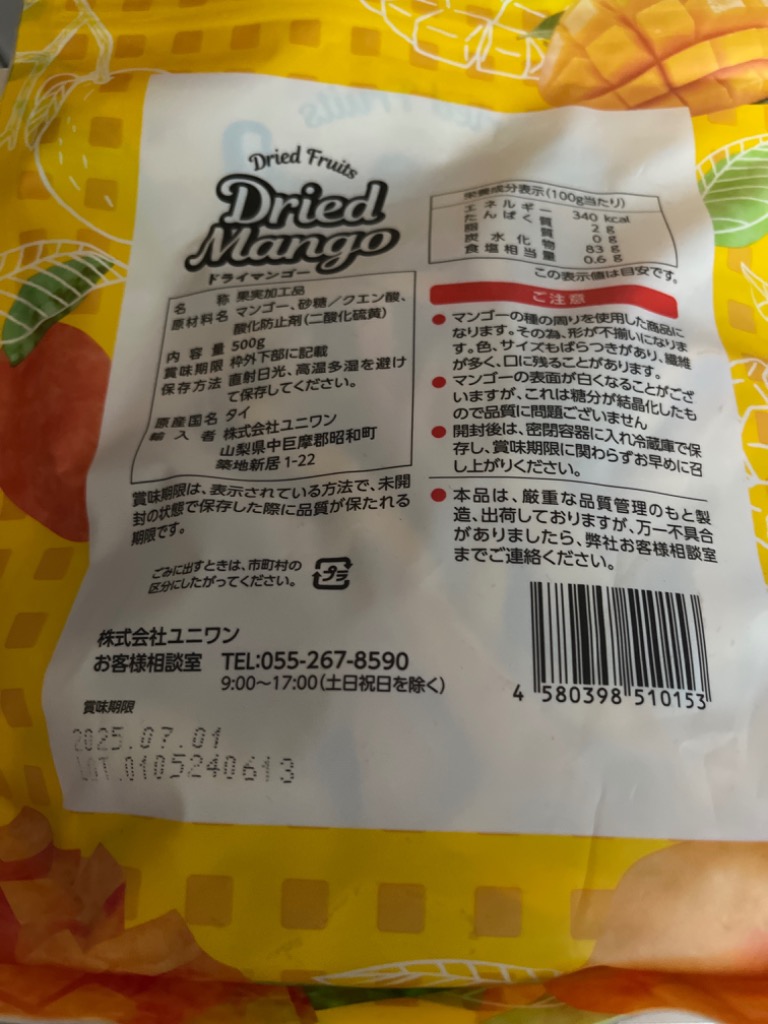 Dried Fruits
Dried
Mango
ドライマンゴー
名称 果実加工品
原材料名 マンゴー、砂糖／クエン酸、
酸化防止剤(二酸化硫黄)
内容量 500g
賞味期限 枠外下部に記載
保存方法 直射日光、高温多湿を避け
て保存してください。
原産国名 タイ
輸入者 株式会社ユニワン
山梨県中巨摩郡昭和町
築地新居1-22
賞味期限は、表示されている方法で、未開
封の状態で保存した際に品質が保たれる
期限です。
ごみに出すときは、市町村の
区分にしたがってください。
プラ
株式会社ユニワン
お客様相談室 TEL:055-267-8590
9:00〜17:00(土日祝日を除く)
賞味期限
2025.07.01
LOT.0105240613
栄養成分表示(100g当たり)
エネルギー 340 kcal
たんぱく質 2 g
脂質 0 g
炭水化物 83 g
食塩相当量 0.6 g
この表示値は目安です。
ご注意
● マンゴーの種の周りを使用した商品に
なります。その為、形が不揃いになりま
す。色、サイズもばらつきがあり、繊維
が多く、口に残ることがあります。
● マンゴーの表面が白くなることがござ
いますが、これは糖分が結晶化したも
ので品質に問題ございません
● 開封後は、密閉容器に入れ冷蔵庫で保
存し、賞味期限に関わらずお早めに召
し上がりください。
● 本品は、厳重な品質管理のもと製
造、出荷しておりますが、万一不具合
がありましたら、弊社お客様相談室
までご連絡ください。
4 580398 510153